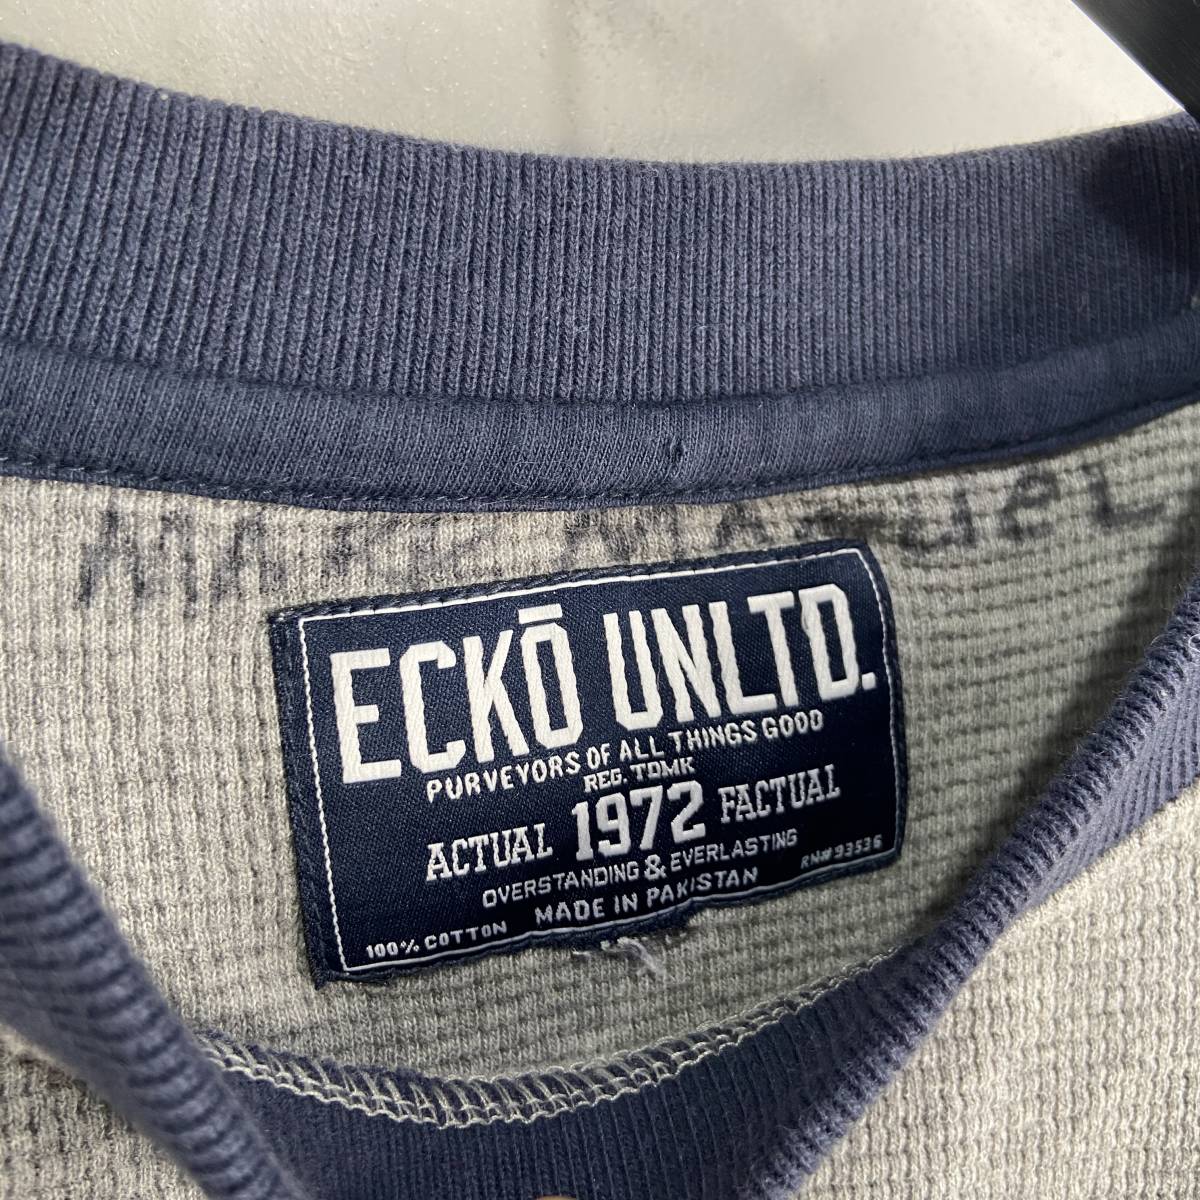 manuel
ECKŌ UNLTD.
PURVEYORS OF ALL THINGS GOOD
REG. TDMK
ACTUAL 1972 FACTUAL
OVERSTANDING & EVERLASTING
RN# 93536
100% COTTON MADE IN PAKISTAN